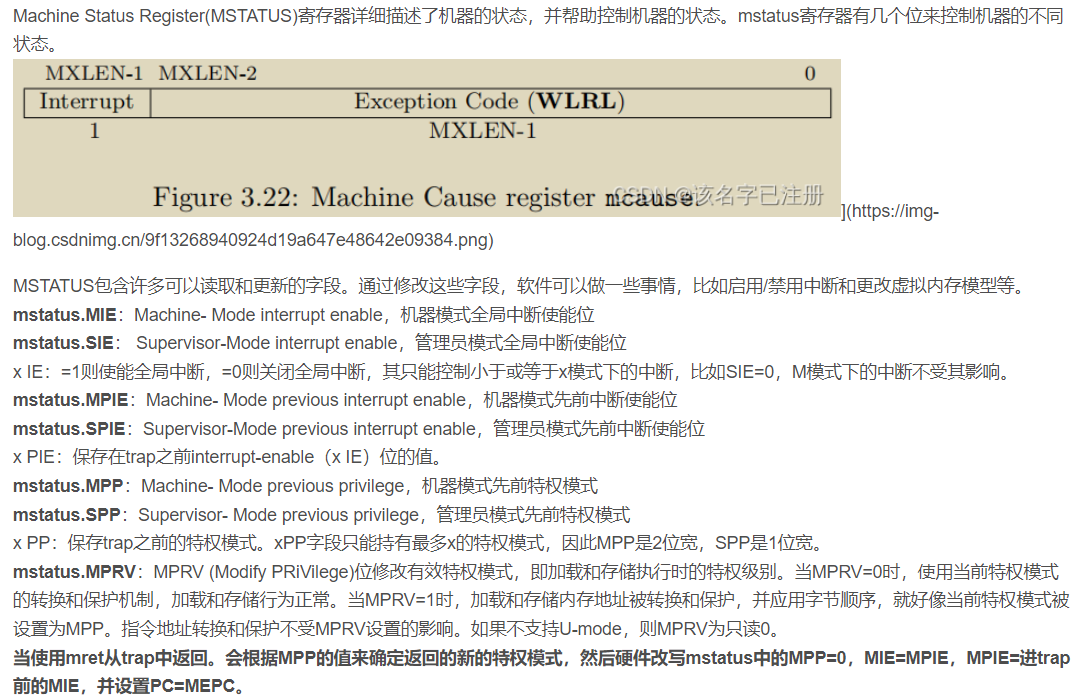 Machine Status Register(MSTATUS)寄存器详细描述了机器的状态，并帮助控制机器的状态。mstatus寄存器有几个位来控制机器的不同
状态。
MXLEN-1 MXLEN-2 0
Interrupt Exception Code (WLRL)
1 MXLEN-1
Figure 3.22: Machine Cause register mcause.
CSDN @该名字已注册
](https://img-
blog.csdnimg.cn/9f13268940924d19a647e48642e09384.png)
MSTATUS包含许多可以读取和更新的字段。通过修改这些字段，软件可以做一些事情，比如启用/禁用中断和更改虚拟内存模型等。
mstatus.MIE：Machine- Mode interrupt enable，机器模式全局中断使能位
mstatus.SIE： Supervisor-Mode interrupt enable，管理员模式全局中断使能位
x IE：=1则使能全局中断，=0则关闭全局中断，其只能控制小于或等于x模式下的中断，比如SIE=0，M模式下的中断不受其影响。
mstatus.MPIE：Machine- Mode previous interrupt enable，机器模式先前中断使能位
mstatus.SPIE：Supervisor-Mode previous interrupt enable，管理员模式先前中断使能位
x PIE：保存在trap之前interrupt-enable（x IE）位的值。
mstatus.MPP：Machine- Mode previous privilege，机器模式先前特权模式
mstatus.SPP：Supervisor- Mode previous privilege，管理员模式先前特权模式
x PP：保存trap之前的特权模式。xPP字段只能持有最多x的特权模式，因此MPP是2位宽，SPP是1位宽。
mstatus.MPRV：MPRV (Modify PRiVilege)位修改有效特权模式，即加载和存储执行时的特权级别。当MPRV=0时，使用当前特权模式
的转换和保护机制，加载和存储行为正常。当MPRV=1时，加载和存储内存地址被转换和保护，并应用字节顺序，就好像当前特权模式被
设置为MPP。指令地址转换和保护不受MPRV设置的影响。如果不支持U-mode，则MPRV为只读0。
当使用mret从trap中返回。会根据MPP的值来确定返回的新的特权模式，然后硬件改写mstatus中的MPP=0，MIE=MPIE，MPIE=进trap
前的MIE，并设置PC=MEPC。